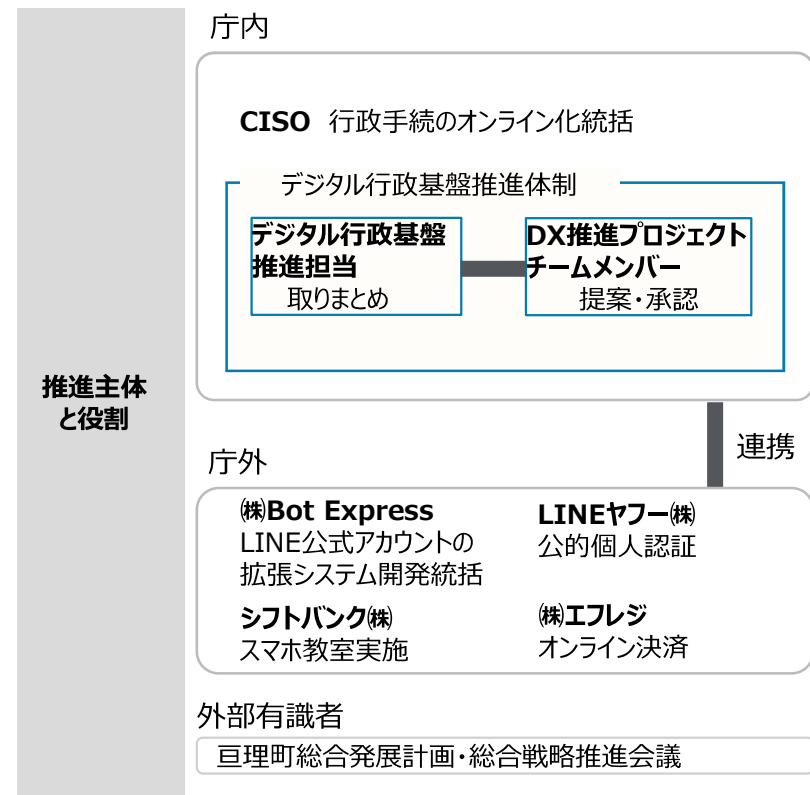 庁内
CISO 行政手続のオンライン化統括
デジタル行政基盤推進体制
デジタル行政基盤
推進担当
取りまとめ
DX推進プロジェクト
チームメンバー
提案・承認
推進主体
と役割
連携
庁外
㈱Bot Express
LINE公式アカウントの
拡張システム開発統括
LINEヤフー㈱
公的個人認証
シフトバンク㈱
スマホ教室実施
㈱エフレジ
オンライン決済
外部有識者
亘理町総合発展計画・総合戦略推進会議